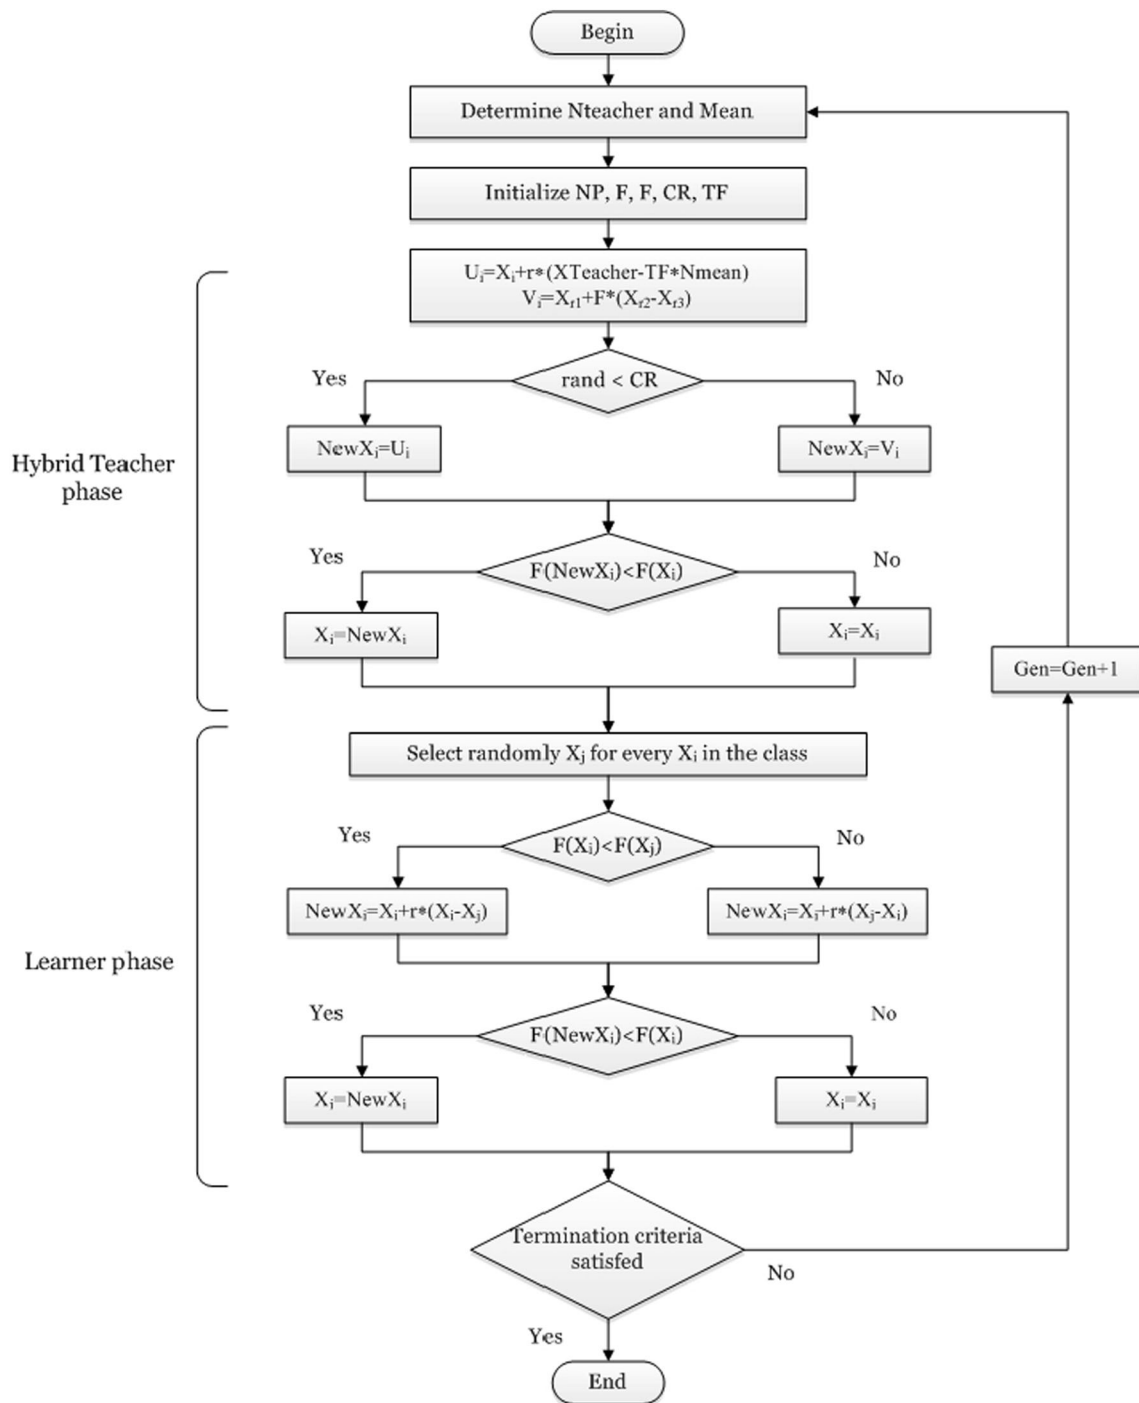 Begin
Determine Nteacher and Mean
Initialize NP, F, F, CR, TF
Uᵢ=Xᵢ+r*(XTeacher-TF*Nmean)
Vᵢ=Xᵣ₁+F*(Xᵣ₂-Xᵣ₃)
rand < CR
Yes
No
NewXᵢ=Uᵢ
NewXᵢ=Vᵢ
Hybrid Teacher
phase
F(NewXᵢ)<F(Xᵢ)
Yes
No
Xᵢ=NewXᵢ
Xᵢ=Xᵢ
Gen=Gen+1
Select randomly Xⱼ for every Xᵢ in the class
F(Xᵢ)<F(Xⱼ)
Yes
No
NewXᵢ=Xᵢ+r*(Xᵢ-Xⱼ)
NewXᵢ=Xᵢ+r*(Xⱼ-Xᵢ)
Learner phase
F(NewXᵢ)<F(Xᵢ)
Yes
No
Xᵢ=NewXᵢ
Xᵢ=Xᵢ
Termination criteria
satisfed
No
Yes
End